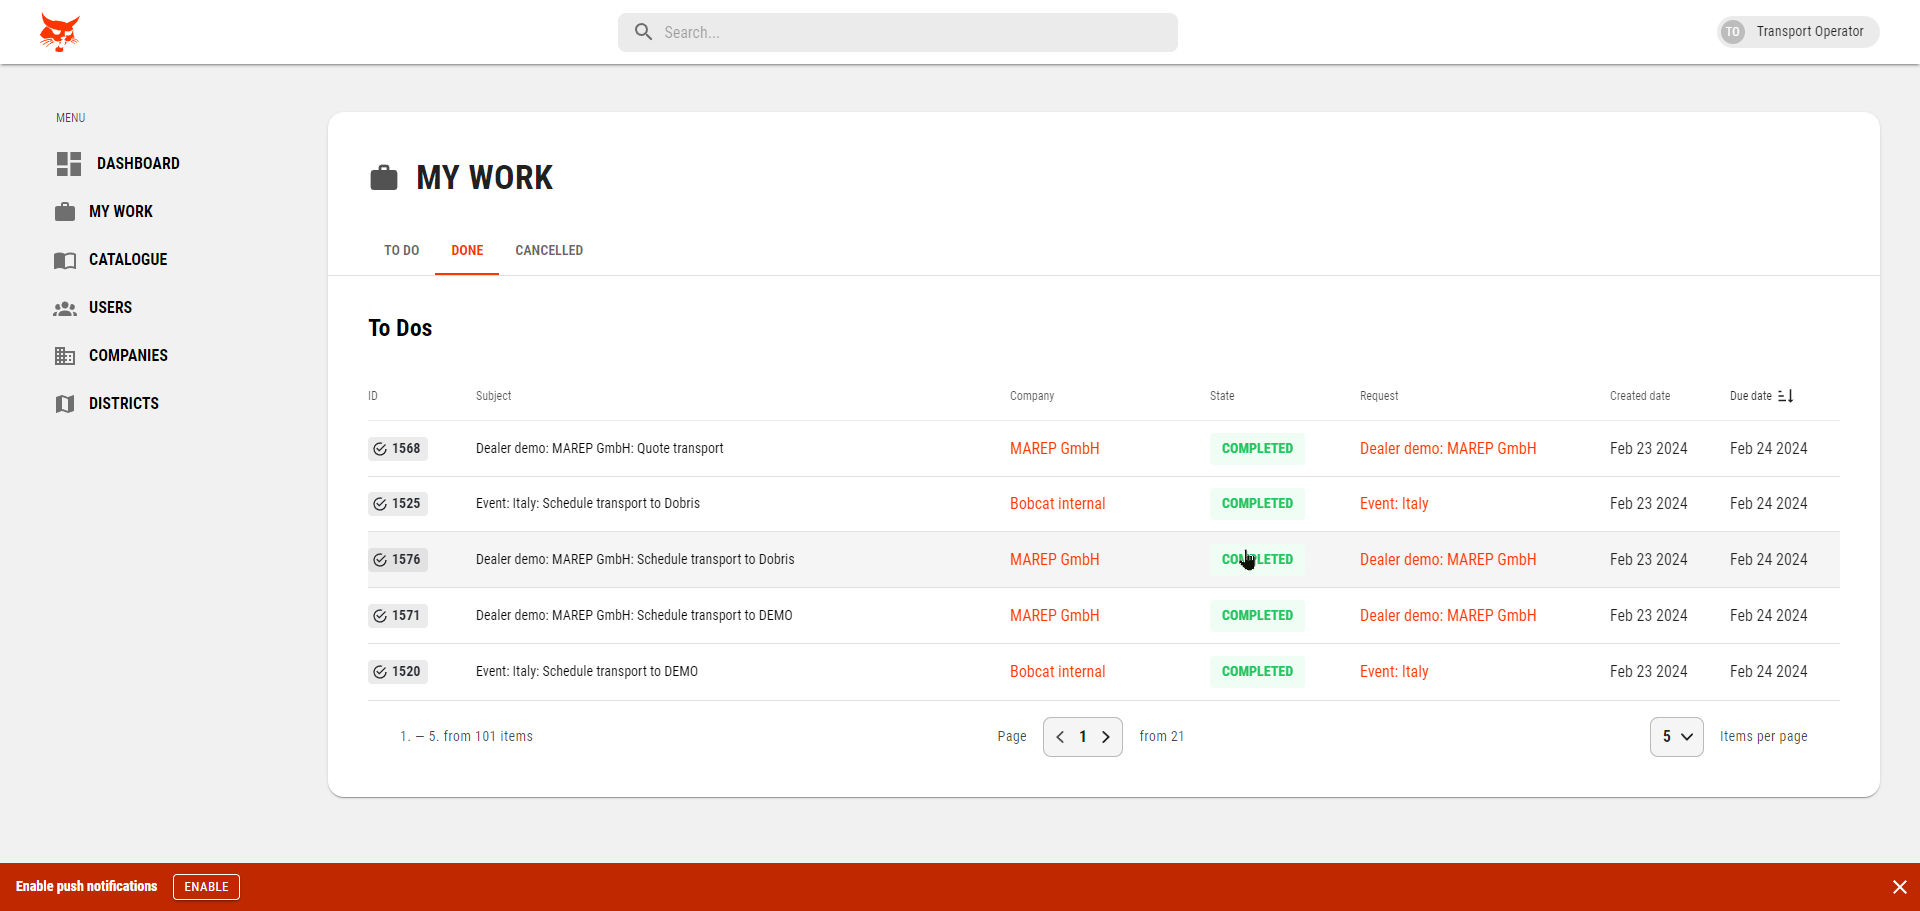 Search...
TO Transport Operator
MENU
DASHBOARD
MY WORK
CATALOGUE
USERS
COMPANIES
DISTRICTS
MY WORK
TO DO DONE CANCELLED
To Dos
ID Subject Company State Request Created date Due date
1568 Dealer demo: MAREP GmbH: Quote transport MAREP GmbH COMPLETED Dealer demo: MAREP GmbH Feb 23 2024 Feb 24 2024
1525 Event: Italy: Schedule transport to Dobris Bobcat internal COMPLETED Event: Italy Feb 23 2024 Feb 24 2024
1576 Dealer demo: MAREP GmbH: Schedule transport to Dobris MAREP GmbH COMPLETED Dealer demo: MAREP GmbH Feb 23 2024 Feb 24 2024
1571 Dealer demo: MAREP GmbH: Schedule transport to DEMO MAREP GmbH COMPLETED Dealer demo: MAREP GmbH Feb 23 2024 Feb 24 2024
1520 Event: Italy: Schedule transport to DEMO Bobcat internal COMPLETED Event: Italy Feb 23 2024 Feb 24 2024
1. – 5. from 101 items Page 1 from 21 5 Items per page
Enable push notifications ENABLE